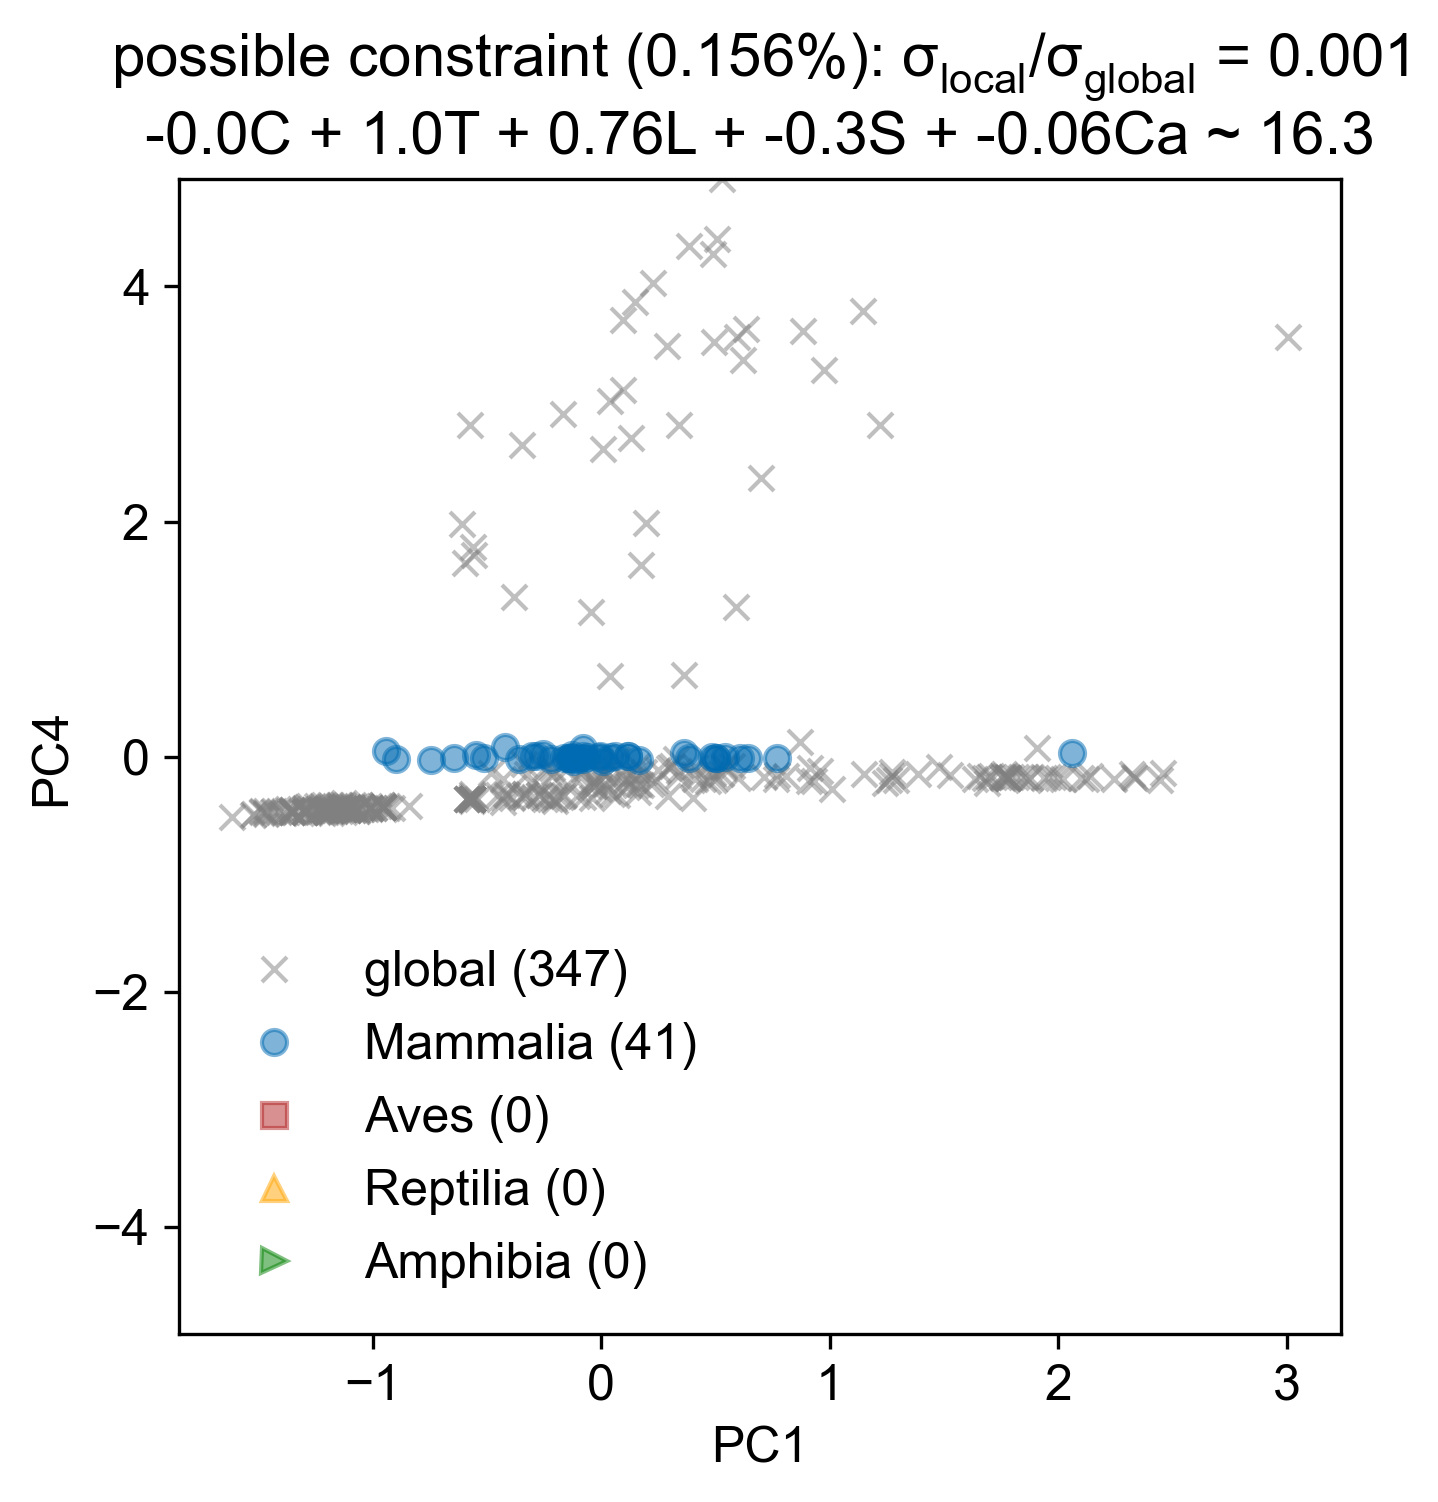 possible constraint (0.156%): σlocal/σglobal = 0.001
-0.0C + 1.0T + 0.76L + -0.3S + -0.06Ca ~ 16.3
4
2
0
−2
−4
PC4
global (347)
Mammalia (41)
Aves (0)
Reptilia (0)
Amphibia (0)
−1 0 1 2 3
PC1